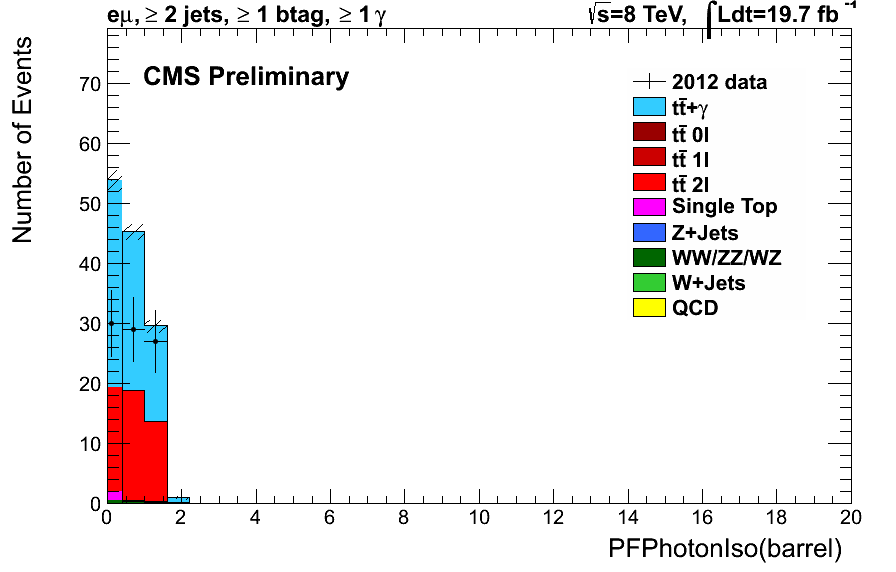 eμ, ≥ 2 jets, ≥ 1 btag, ≥ 1 γ
√s=8 TeV, ∫Ldt=19.7 fb⁻¹
CMS Preliminary
Number of Events
70
60
50
40
30
20
10
0
2012 data
tt̄+γ
tt̄ 0l
tt̄ 1l
tt̄ 2l
Single Top
Z+Jets
WW/ZZ/WZ
W+Jets
QCD
0 2 4 6 8 10 12 14 16 18 20
PFPhotonIso(barrel)